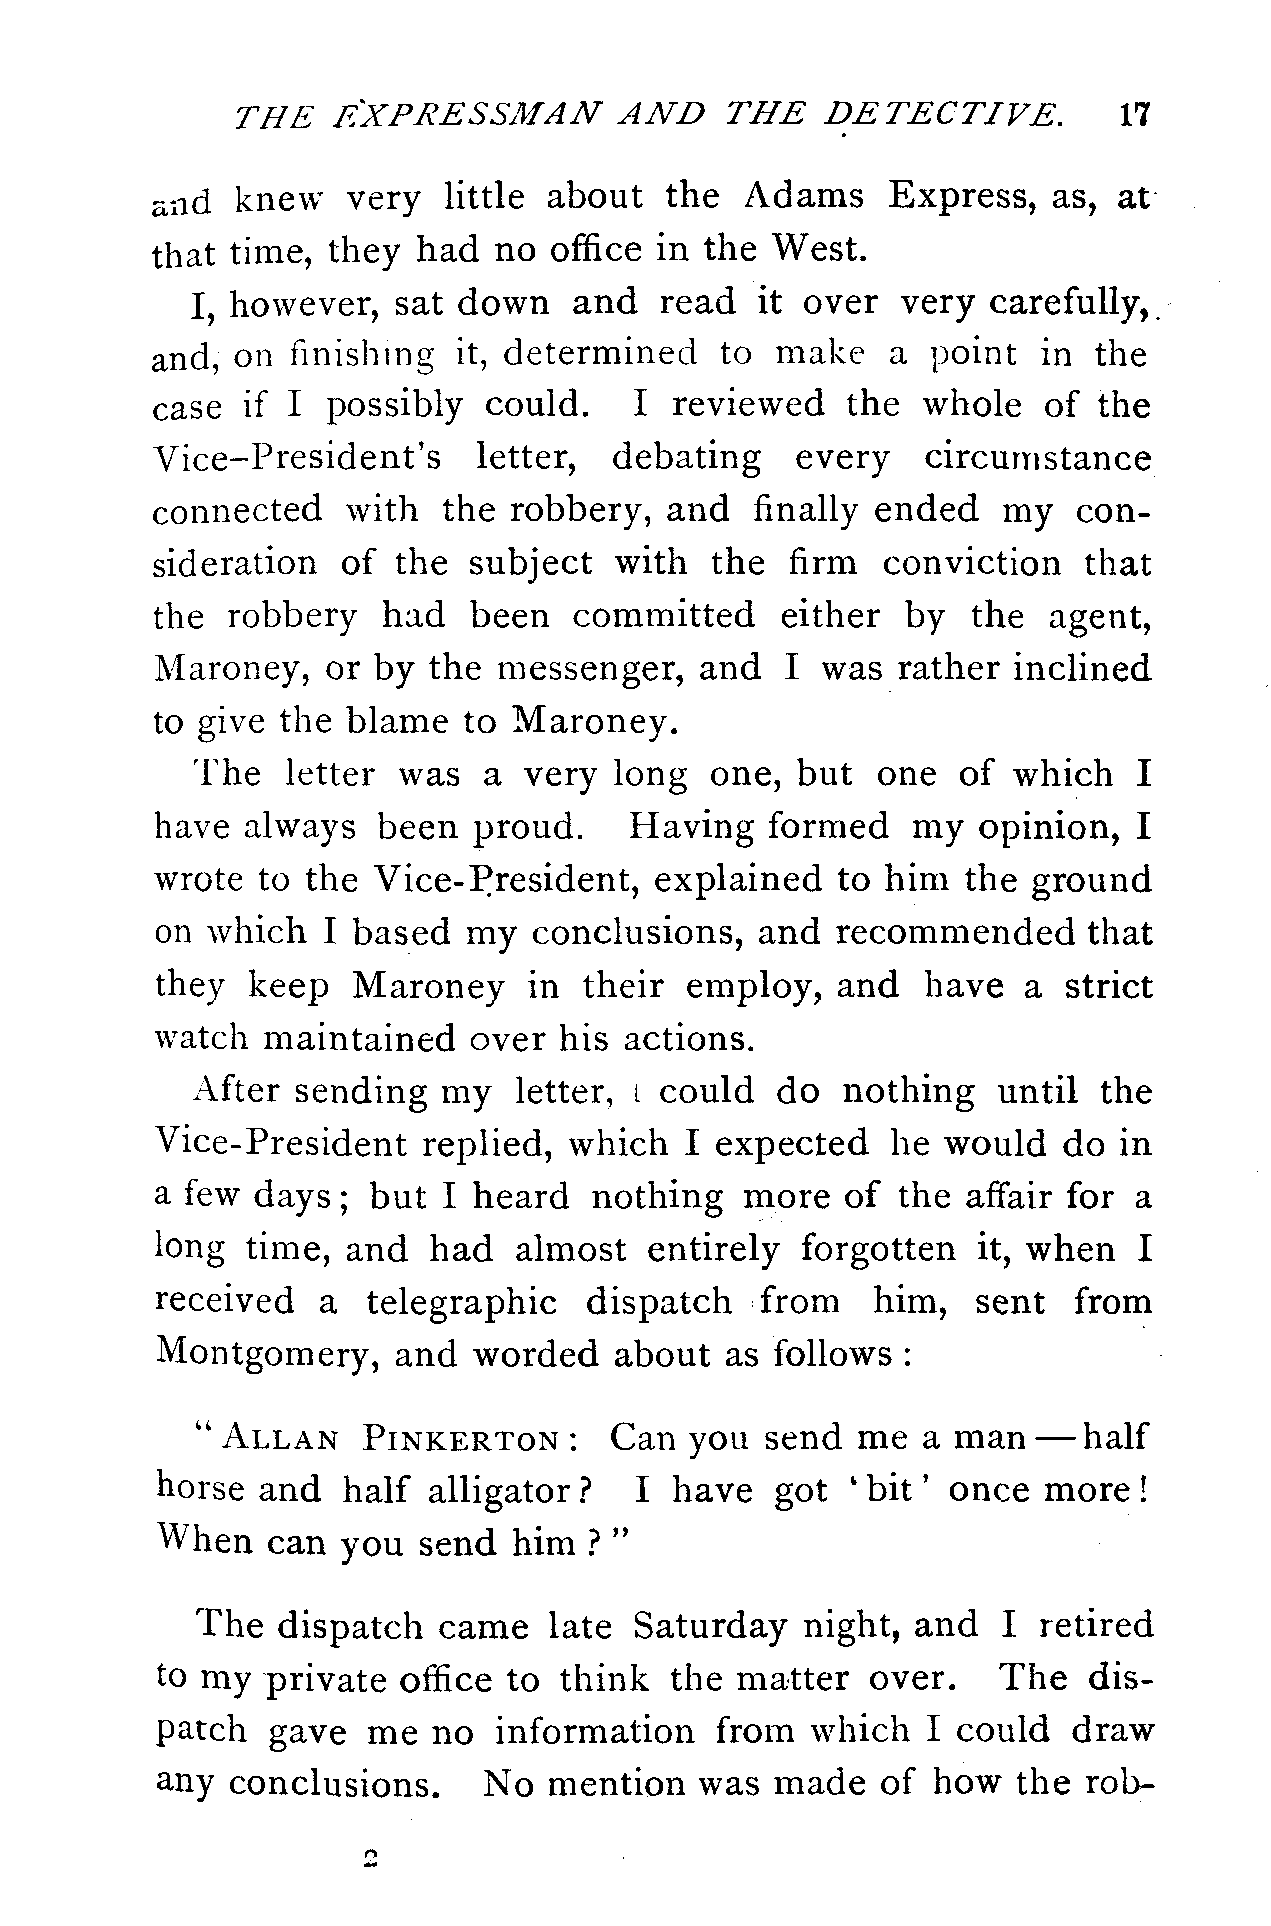 THE EXPRESSMAN AND THE DETECTIVE. 17
and knew very little about the Adams Express, as, at
that time, they had no office in the West.
I, however, sat down and read it over very carefully,
and, on finishing it, determined to make a point in the
case if I possibly could. I reviewed the whole of the
Vice-President's letter, debating every circumstance
connected with the robbery, and finally ended my con-
sideration of the subject with the firm conviction that
the robbery had been committed either by the agent,
Maroney, or by the messenger, and I was rather inclined
to give the blame to Maroney.
The letter was a very long one, but one of which I
have always been proud. Having formed my opinion, I
wrote to the Vice-President, explained to him the ground
on which I based my conclusions, and recommended that
they keep Maroney in their employ, and have a strict
watch maintained over his actions.
After sending my letter, I could do nothing until the
Vice-President replied, which I expected he would do in
a few days; but I heard nothing more of the affair for a
long time, and had almost entirely forgotten it, when I
received a telegraphic dispatch from him, sent from
Montgomery, and worded about as follows:
"ALLAN PINKERTON: Can you send me a man—half
horse and half alligator? I have got 'bit' once more!
When can you send him?"
The dispatch came late Saturday night, and I retired
to my private office to think the matter over. The dis-
patch gave me no information from which I could draw
any conclusions. No mention was made of how the rob-
2